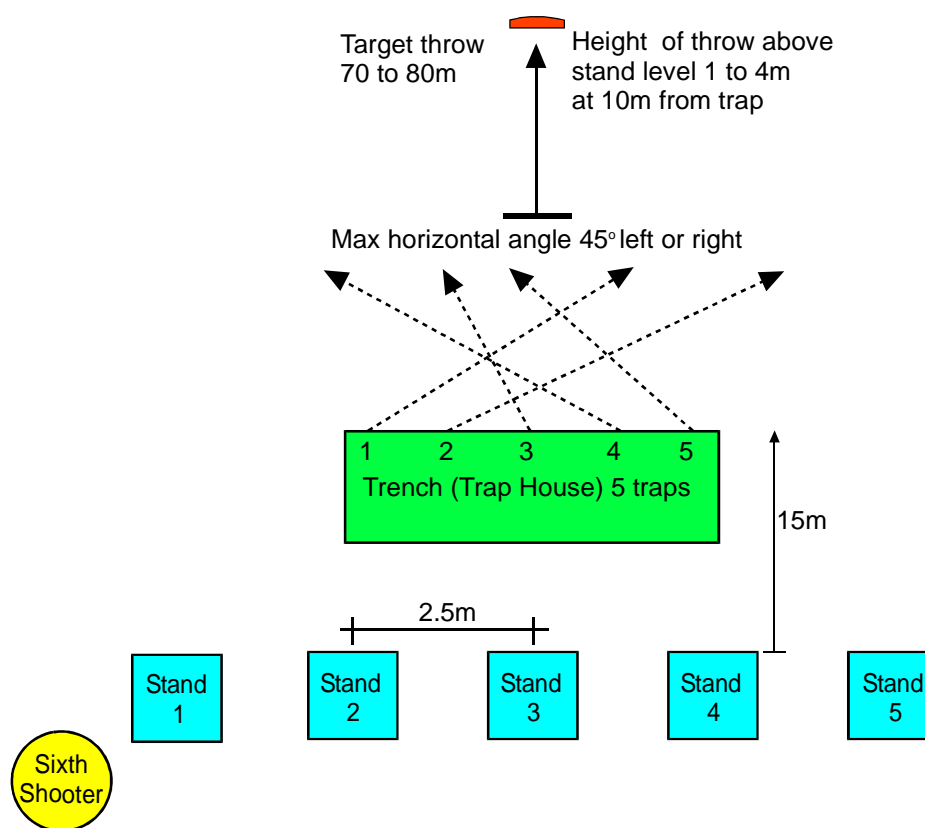 Target throw
70 to 80m
Height of throw above
stand level 1 to 4m
at 10m from trap
Max horizontal angle 45° left or right
1 2 3 4 5
Trench (Trap House) 5 traps
15m
2.5m
Stand
1
Stand
2
Stand
3
Stand
4
Stand
5
Sixth
Shooter